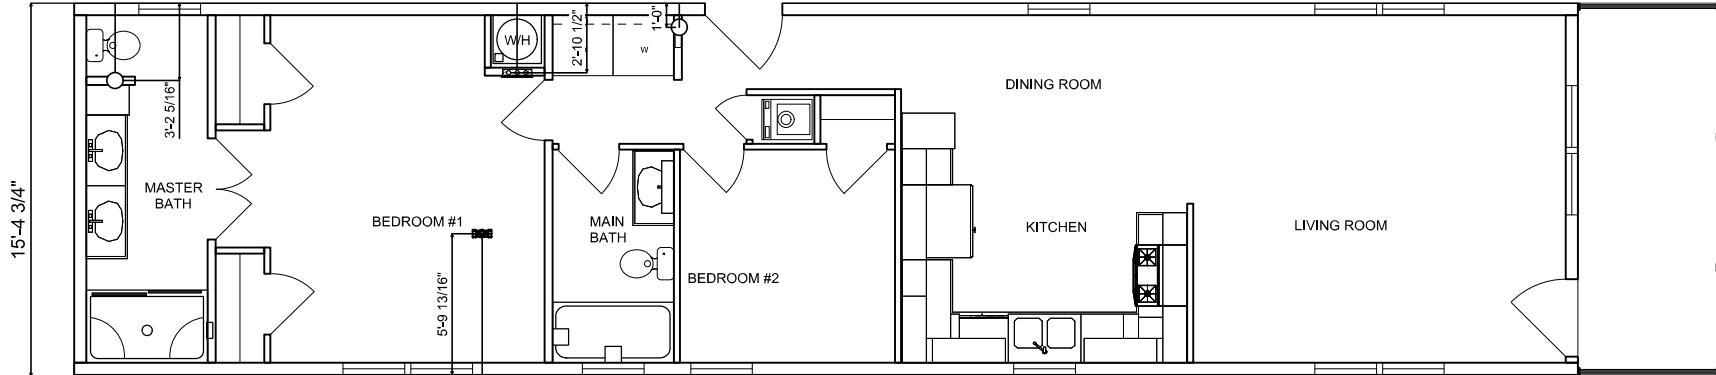 15'-4 3/4"
3'-2 5/16"
MASTER
BATH
BEDROOM #1
5'-9 13/16"
W/H
2'-10 1/2"
W
1'-0"
MAIN
BATH
BEDROOM #2
DINING ROOM
KITCHEN
LIVING ROOM